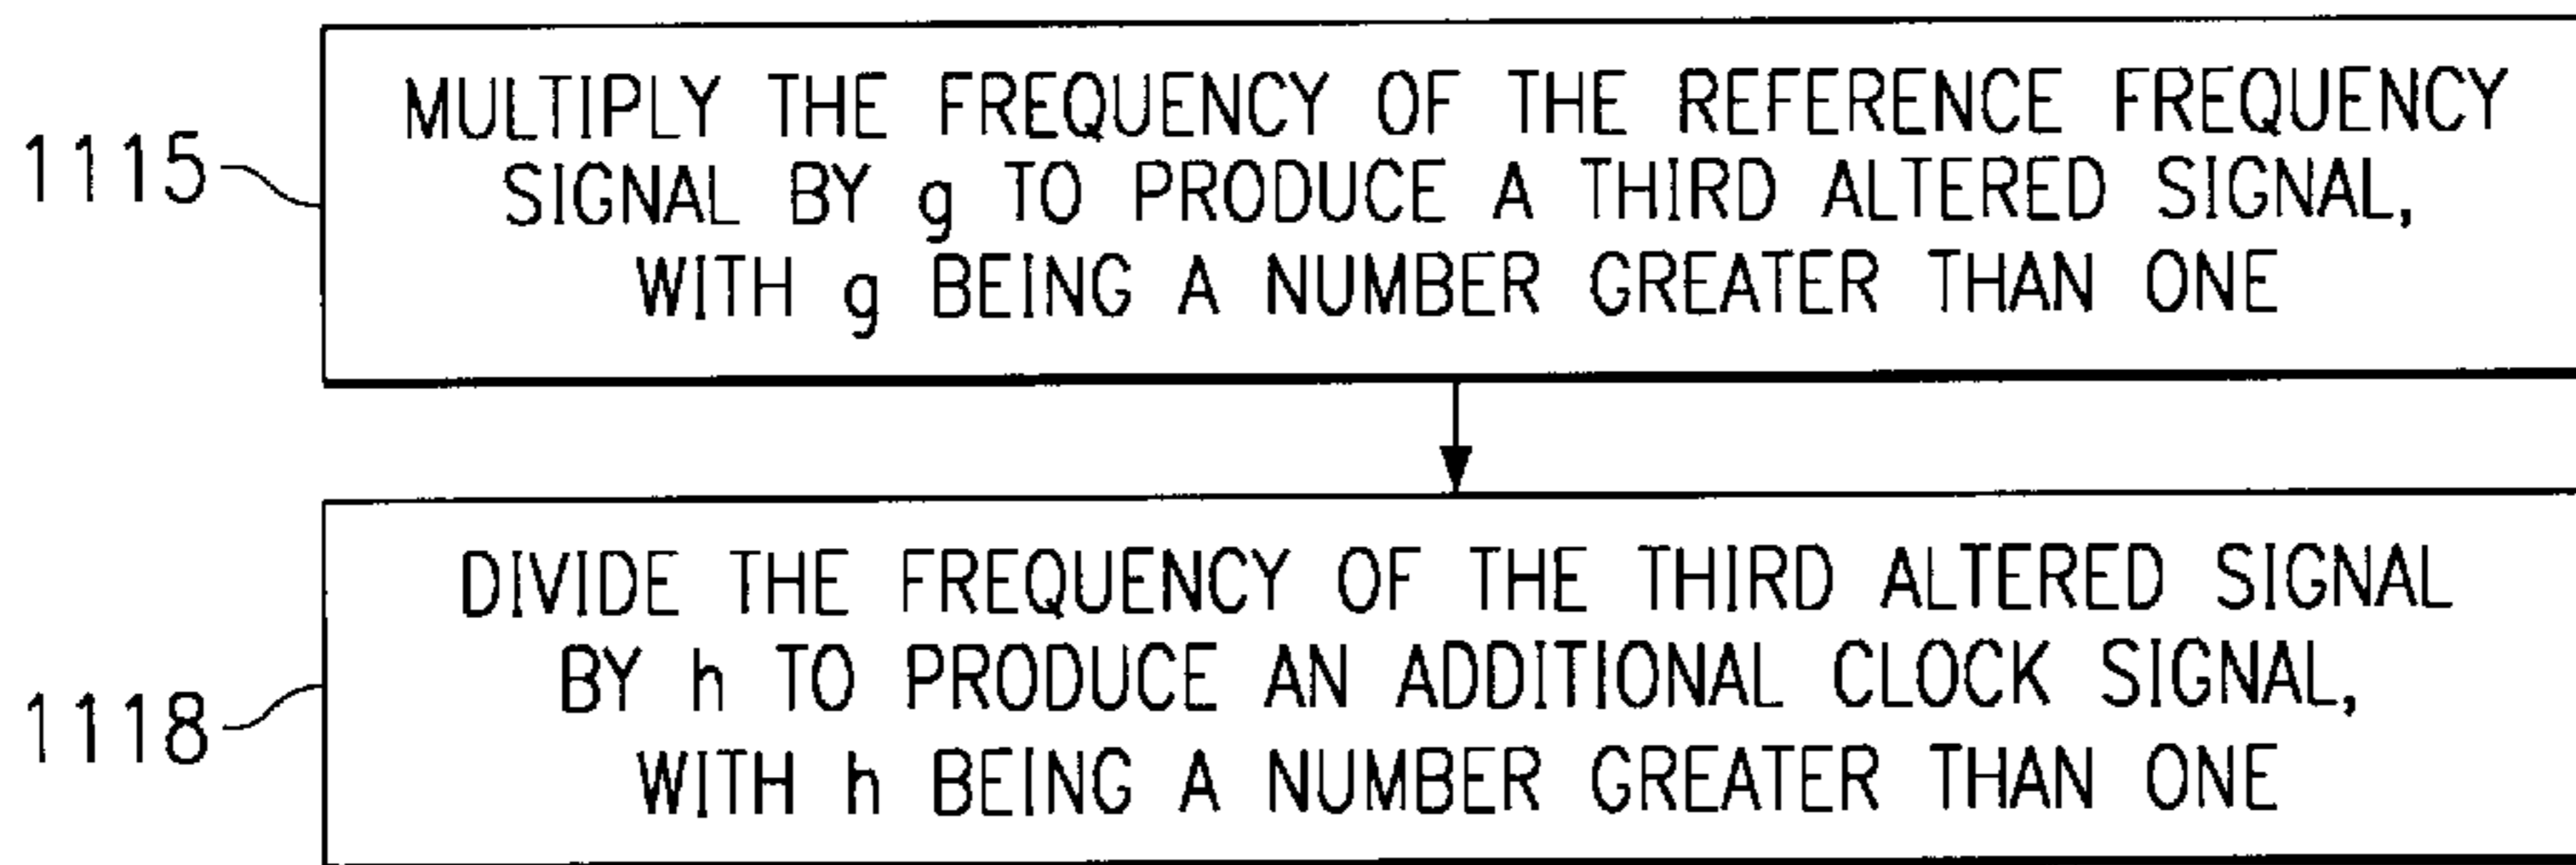 1115
MULTIPLY THE FREQUENCY OF THE REFERENCE FREQUENCY
SIGNAL BY g TO PRODUCE A THIRD ALTERED SIGNAL,
WITH g BEING A NUMBER GREATER THAN ONE
1118
DIVIDE THE FREQUENCY OF THE THIRD ALTERED SIGNAL
BY h TO PRODUCE AN ADDITIONAL CLOCK SIGNAL,
WITH h BEING A NUMBER GREATER THAN ONE